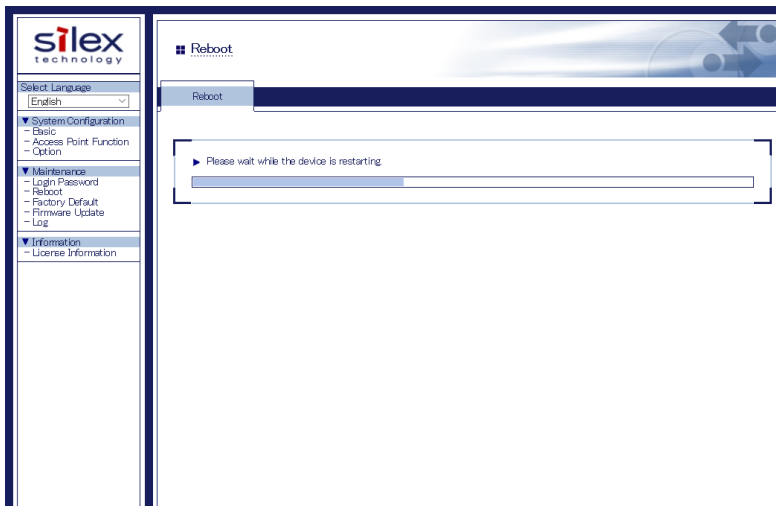 silex
technology
Select Language
English
▼ System Configuration
- Basic
- Access Point Function
- Option
▼ Maintenance
- Login Password
- Reboot
- Factory Default
- Firmware Update
- Log
▼ Information
- License Information
Reboot
Reboot
Please wait while the device is restarting.